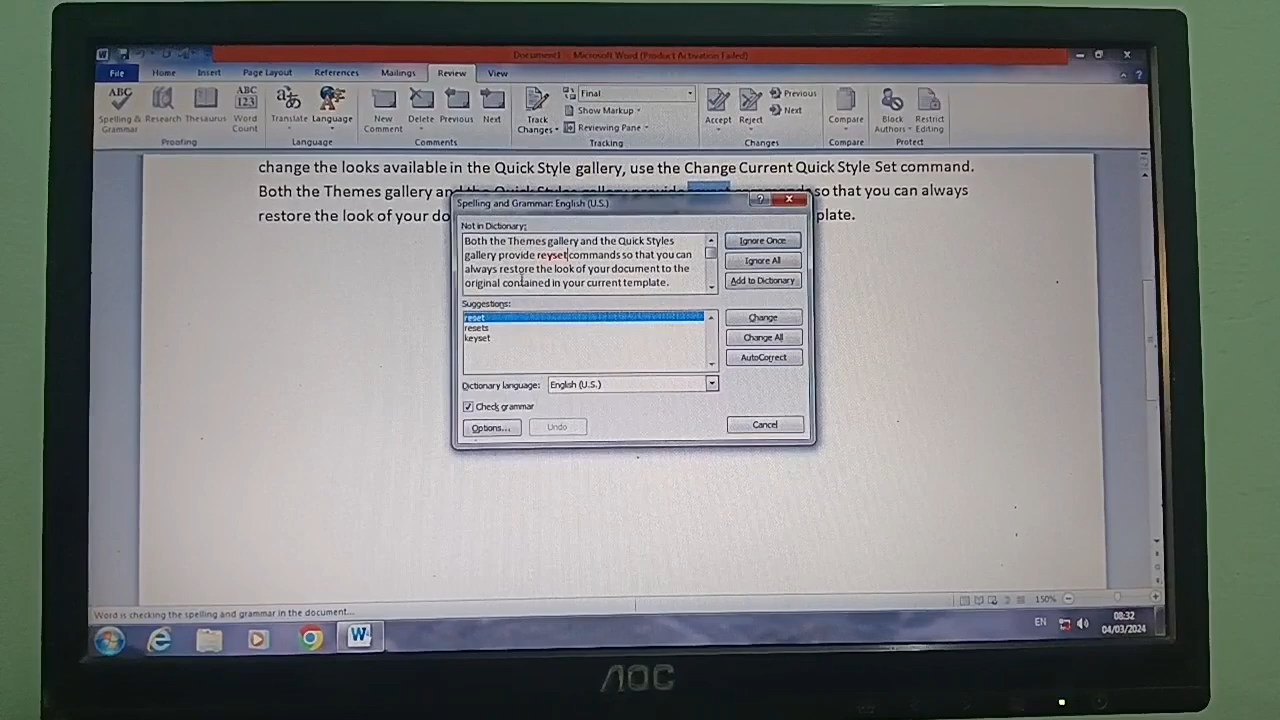 Document1 - Microsoft Word (Product Activation Failed)
File Home Insert Page Layout References Mailings Review View
Spelling & Grammar Research Thesaurus Word Count Translate Language New Comment Delete Previous Next Track Changes Final Show Markup Reviewing Pane Accept Reject Previous Next Compare Block Authors Restrict Editing
Proofing Language Comments Tracking Changes Compare Protect
change the looks available in the Quick Style gallery, use the Change Current Quick Style Set command.
Both the Themes gallery and the Quick Styles gallery provide commands so that you can always
restore the look of your do plate.
Spelling and Grammar: English (U.S.)
Not in Dictionary:
Both the Themes gallery and the Quick Styles
gallery provide reyset commands so that you can
always restore the look of your document to the
original contained in your current template.
Ignore Once
Ignore All
Add to Dictionary
Suggestions:
reset
resets
keyset
Change
Change All
AutoCorrect
Dictionary language: English (U.S.)
Check grammar
Options... Undo Cancel
Word is checking the spelling and grammar in the document...
150%
EN 08:32
04/03/2024
AOC